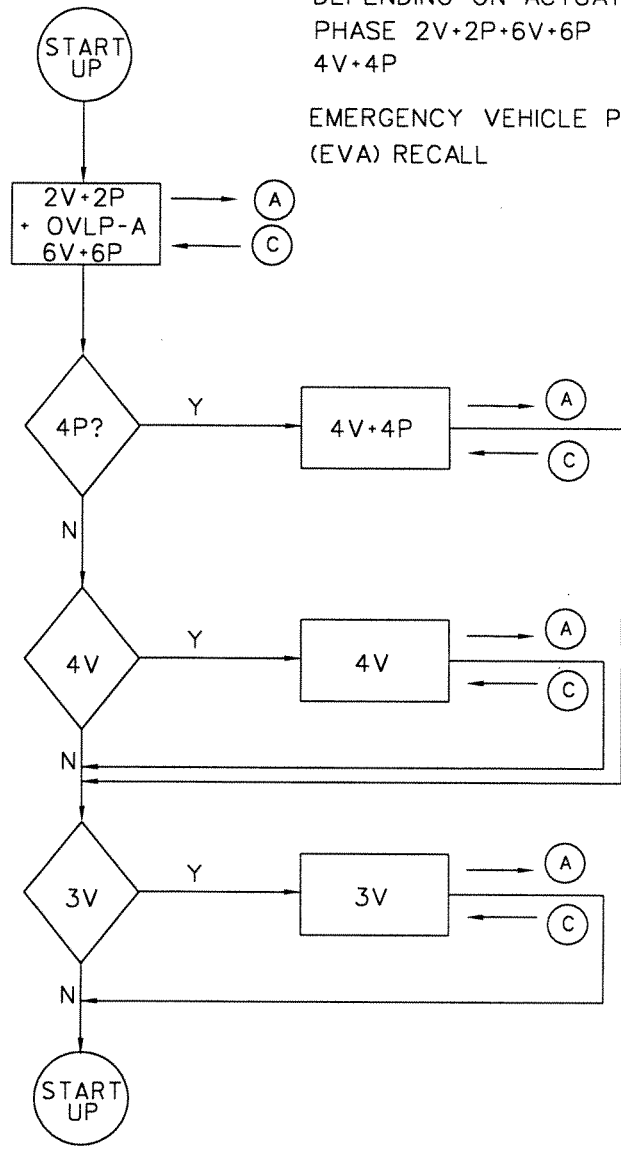 DEPENDING ON
START
UP
PHASE 2V+2P+6V+6P
4V+4P
EMERGENCY VEHICLE
(EVA) RECALL
2V+2P
A
+ OVLP-A
C
6V+6P
A
4P?
Y
4V+4P
C
N
A
4V
Y
4V
C
N
A
3V
Y
3V
C
N
START
UP